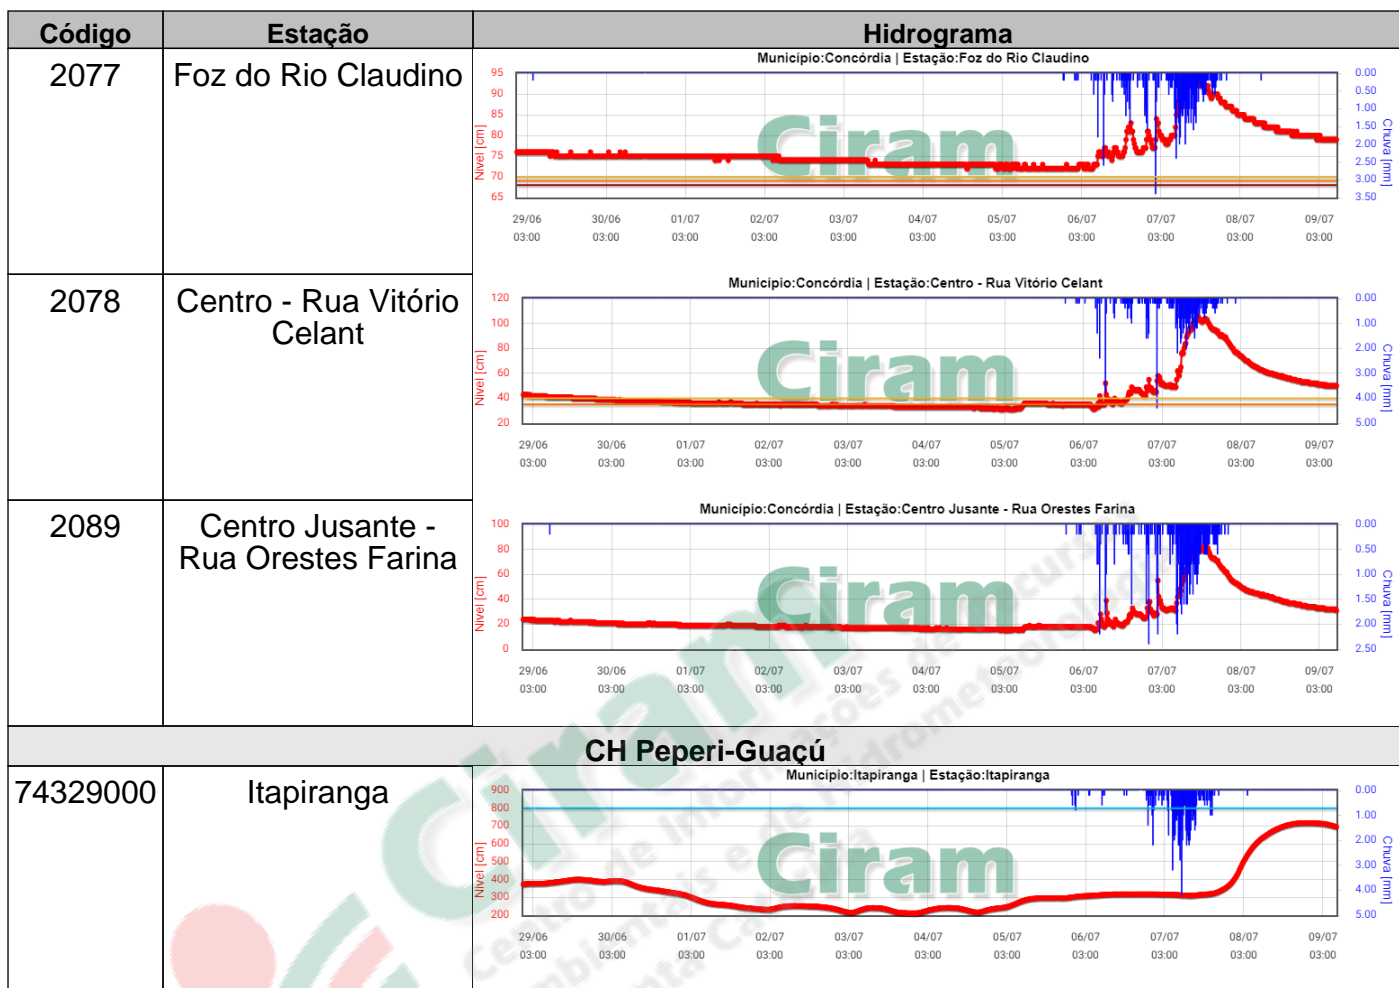 Código Estação Hidrograma
2077 Foz do Rio Claudino
Município:Concórdia | Estação:Foz do Rio Claudino
Nível [cm]
95
90
85
80
75
70
65
Ciram
0.00
0.50
1.00
1.50
2.00
2.50
3.00
3.50
Chuva [mm]
29/06 30/06 01/07 02/07 03/07 04/07 05/07 06/07 07/07 08/07 09/07
03:00 03:00 03:00 03:00 03:00 03:00 03:00 03:00 03:00 03:00 03:00
2078 Centro - Rua Vitório
Celant
Município:Concórdia | Estação:Centro - Rua Vitório Celant
Nível [cm]
120
100
80
60
40
20
Ciram
0.00
1.00
2.00
3.00
4.00
5.00
Chuva [mm]
29/06 30/06 01/07 02/07 03/07 04/07 05/07 06/07 07/07 08/07 09/07
03:00 03:00 03:00 03:00 03:00 03:00 03:00 03:00 03:00 03:00 03:00
2089 Centro Jusante -
Rua Orestes Farina
Município:Concórdia | Estação:Centro Jusante - Rua Orestes Farina
Nível [cm]
100
80
60
40
20
0
Ciram
0.00
0.50
1.00
1.50
2.00
2.50
Chuva [mm]
29/06 30/06 01/07 02/07 03/07 04/07 05/07 06/07 07/07 08/07 09/07
03:00 03:00 03:00 03:00 03:00 03:00 03:00 03:00 03:00 03:00 03:00
CH Peperi-Guaçú
74329000 Itapiranga
Município:Itapiranga | Estação:Itapiranga
Nível [cm]
900
800
700
600
500
400
300
200
Ciram
0.00
1.00
2.00
3.00
4.00
5.00
Chuva [mm]
29/06 30/06 01/07 02/07 03/07 04/07 05/07 06/07 07/07 08/07 09/07
03:00 03:00 03:00 03:00 03:00 03:00 03:00 03:00 03:00 03:00 03:00
Ciram
Centro de Informações de Recurs
mbientais e de Hidrometeorologia
anta Catarina